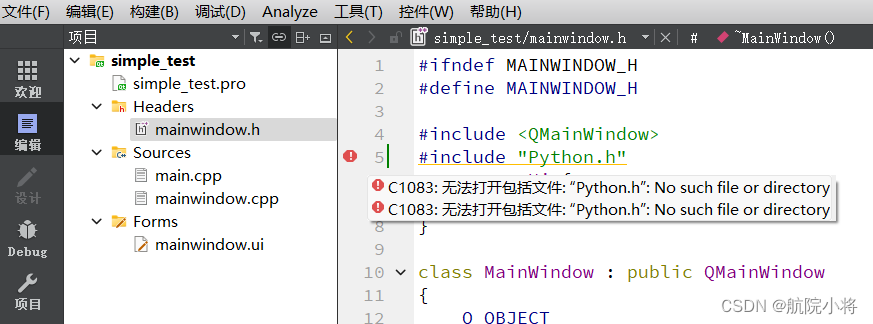 文件(F) 编辑(E) 构建(B) 调试(D) Analyze 工具(T) 控件(W) 帮助(H)
项目
simple_test/mainwindow.h # ~MainWindow()
欢迎
编辑
设计
Debug
项目
simple_test
simple_test.pro
Headers
mainwindow.h
Sources
main.cpp
mainwindow.cpp
Forms
mainwindow.ui
1 #ifndef MAINWINDOW_H
2 #define MAINWINDOW_H
3
4 #include <QMainWindow>
5 #include "Python.h"
C1083: 无法打开包括文件: “Python.h”: No such file or directory
C1083: 无法打开包括文件: “Python.h”: No such file or directory
8 }
9
10 class MainWindow : public QMainWindow
11 {
12 Q_OBJECT
CSDN @航院小将